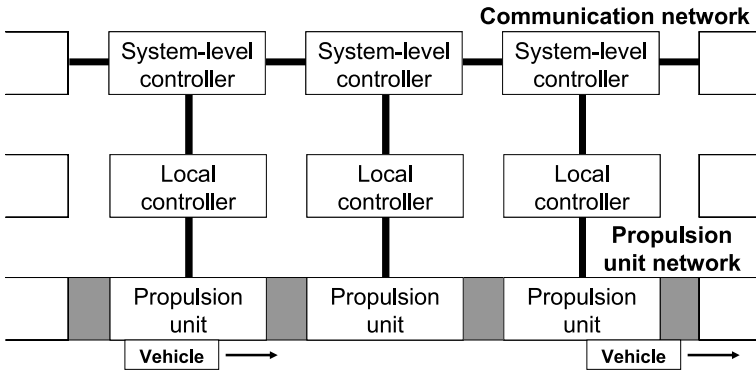 Communication network
System-level
controller
System-level
controller
System-level
controller
Local
controller
Local
controller
Local
controller
Propulsion
unit network
Propulsion
unit
Propulsion
unit
Propulsion
unit
Vehicle
Vehicle